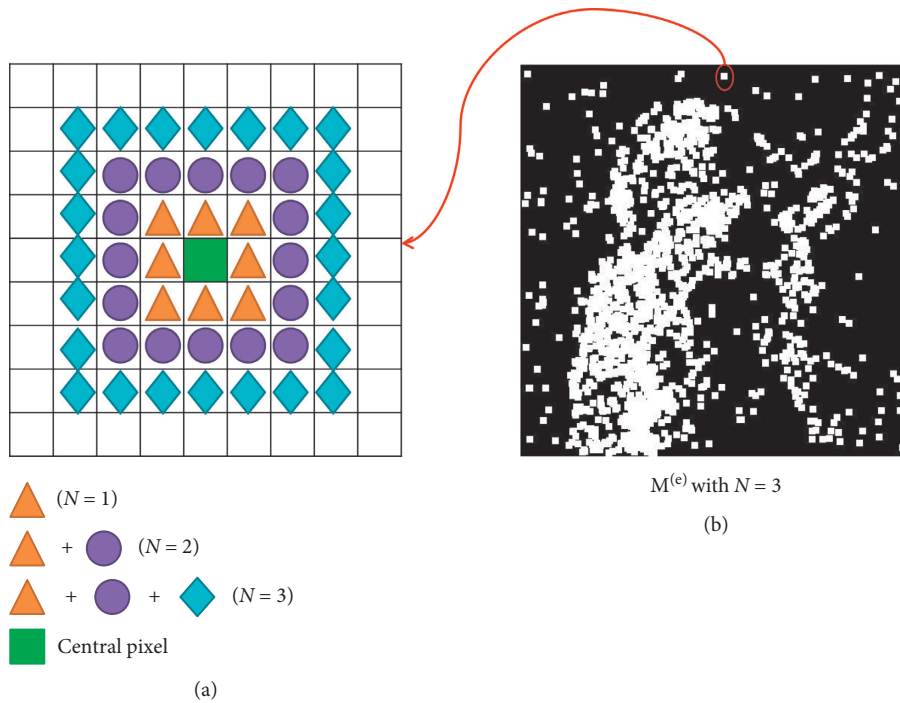 (N = 1)
+ (N = 2)
+ + (N = 3)
Central pixel
(a)
M(e) with N = 3
(b)